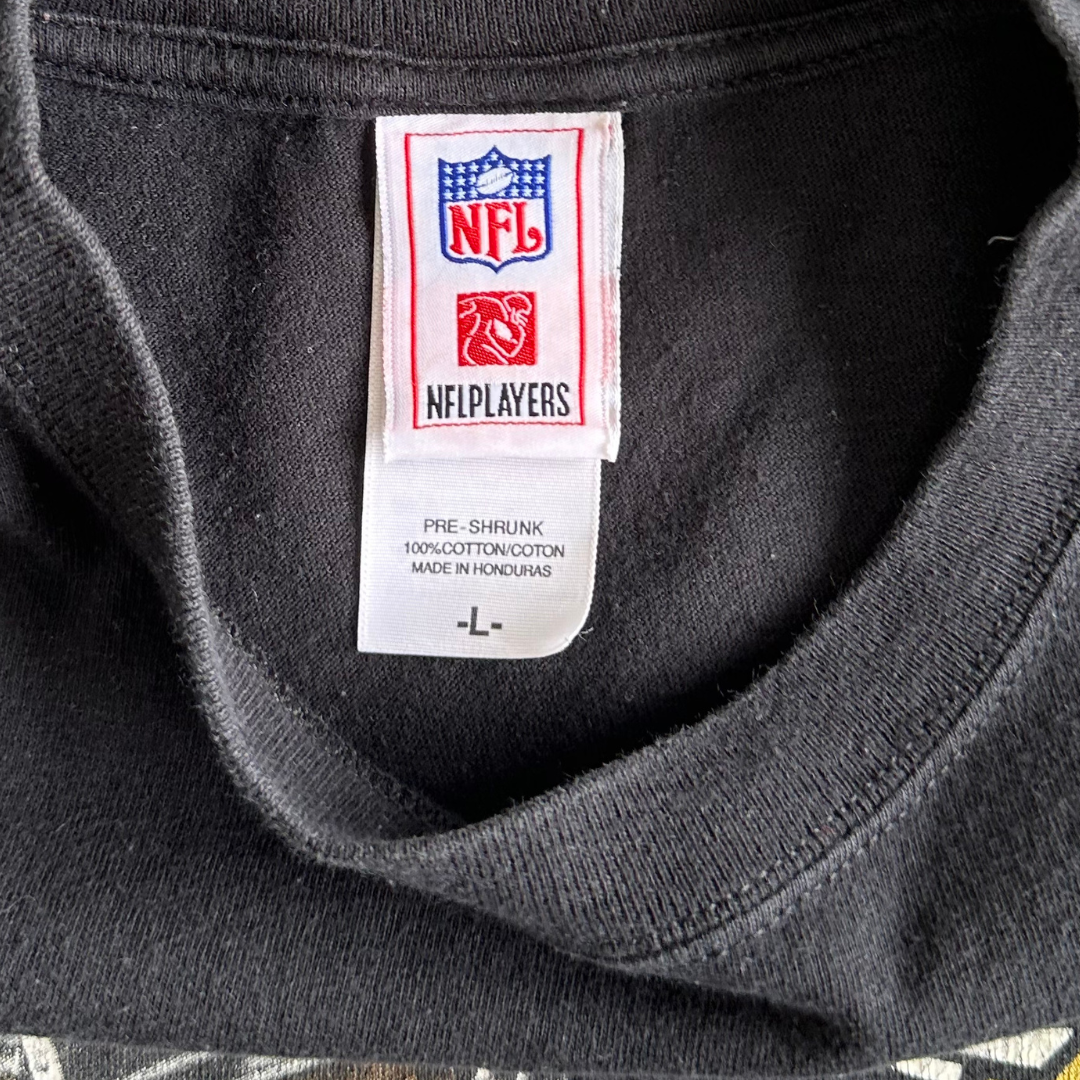 NFL
NFLPLAYERS
PRE-SHRUNK
100%COTTON/COTON
MADE IN HONDURAS
-L-